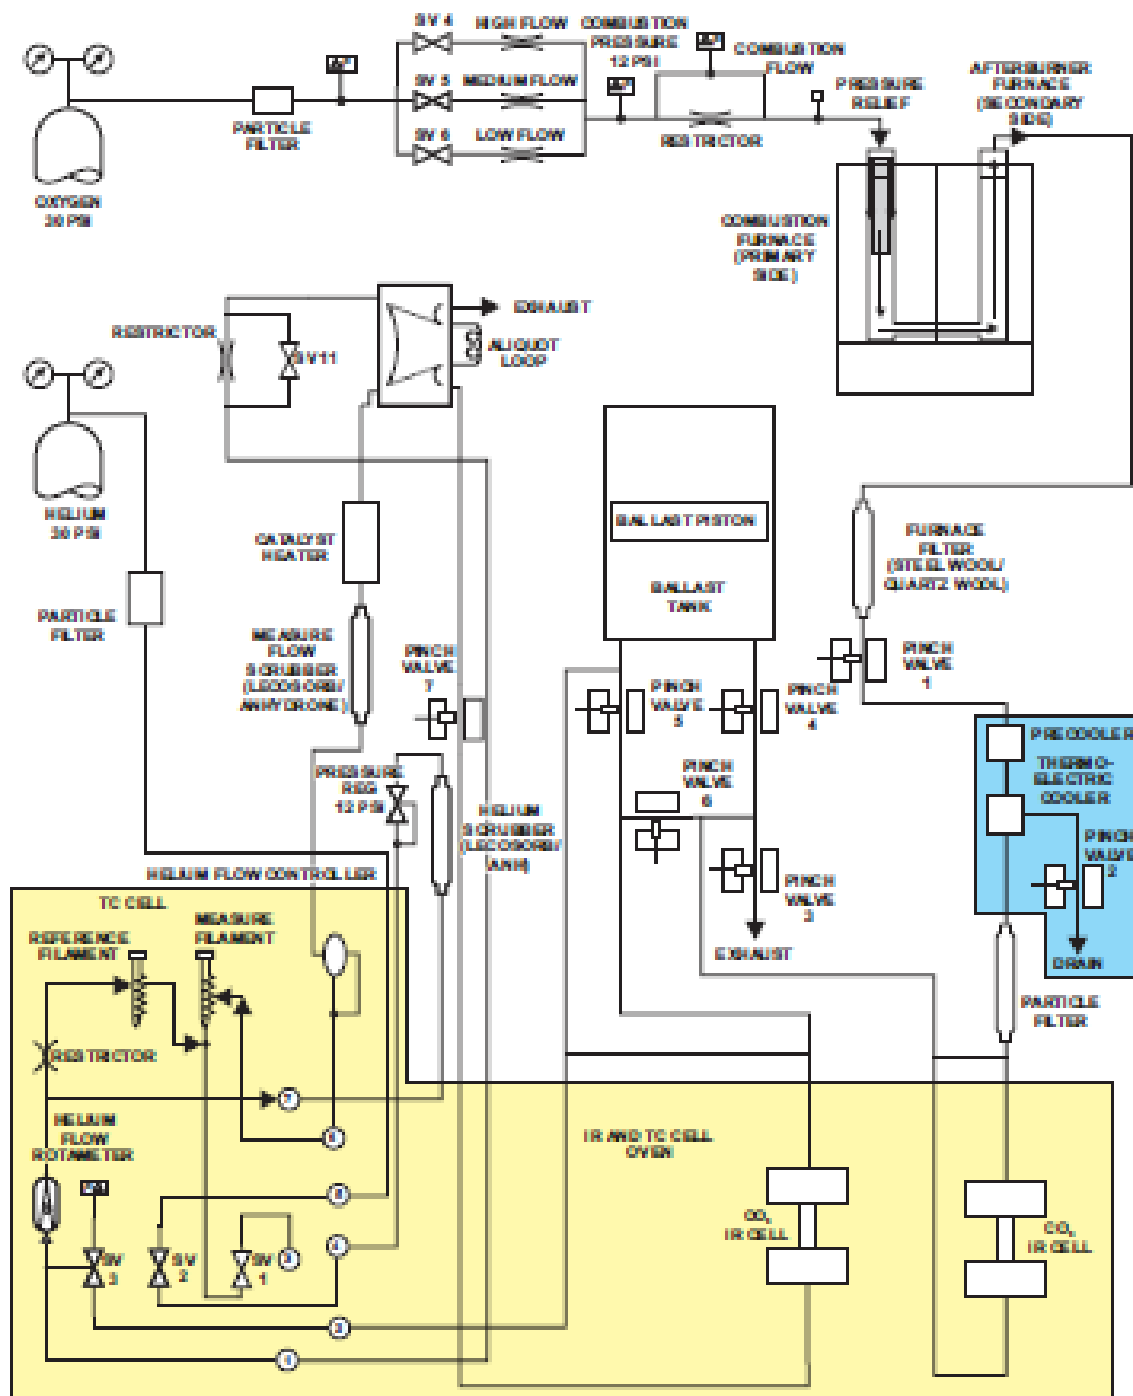 SV 4
HIGH FLOW
COMBUSTION
PRESSURE
12 PSI
COMBUSTION
FLOW
AFTERBURNER
FURNACE
(SECONDARY
SIDE)
SV 5
MEDIUM FLOW
PRESSURE
RELIEF
PARTICLE
FILTER
SV 6
LOW FLOW
RESTRICTOR
OXYGEN
30 PSI
COMBUSTION
FURNACE
(PRIMARY
SIDE)
EXHAUST
RESTRICTOR
SV11
ALIQUOT
LOOP
HELIUM
30 PSI
CATALYST
HEATER
BALLAST PISTON
BALLAST
TANK
FURNACE
FILTER
(STEEL WOOL/
QUARTZ WOOL)
PARTICLE
FILTER
MEASURE
FLOW
SCRUBBER
(LECOSORB/
ANHYDRONE)
PINCH
VALVE
7
PINCH
VALVE
1
PINCH
VALVE
5
PINCH
VALVE
4
PRECOOLER
THERMO-
ELECTRIC
COOLER
PRESSURE
REG
12 PSI
PINCH
VALVE
6
HELIUM
SCRUBBER
(LECOSORB/
ANH)
PINCH
VALVE
2
HELIUM FLOW CONTROLLER
PINCH
VALVE
3
TC CELL
REFERENCE
FILAMENT
MEASURE
FILAMENT
EXHAUST
DRAIN
PARTICLE
FILTER
RESTRICTOR
7
HELIUM
FLOW
ROTAMETER
IR AND TC CELL
OVEN
SV
3
SV
2
SV
1
CO₂
IR CELL
CO₂
IR CELL
2
1